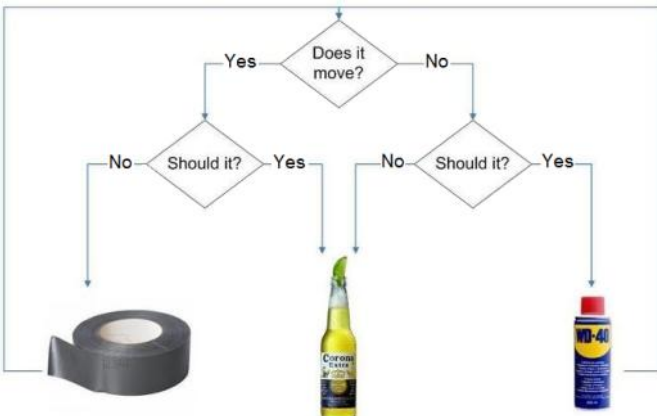 Does it
move?
Yes
No
No
Should it?
Yes
No
Should it?
Yes
Corona
Extra
WD-40